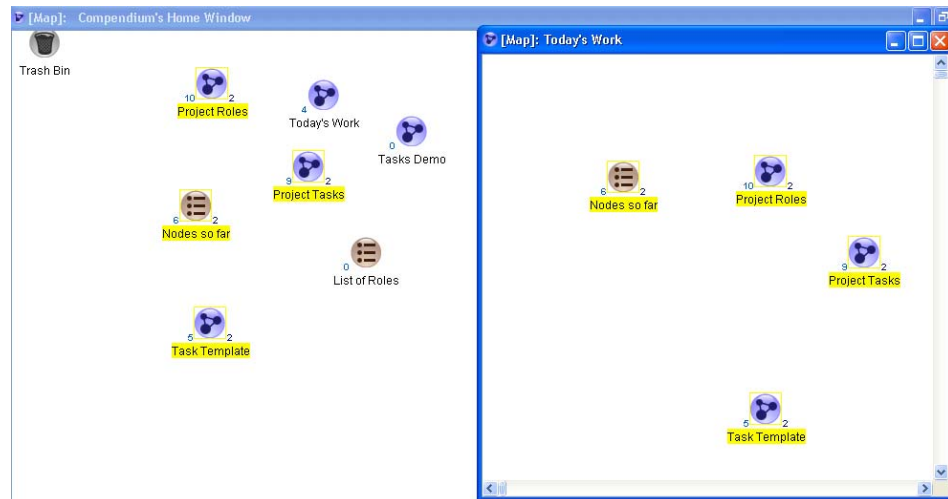 [Map]: Compendium's Home Window
Trash Bin
10 2
Project Roles
4
Today's Work
0
Tasks Demo
9 2
Project Tasks
6 2
Nodes so far
0
List of Roles
5 2
Task Template
[Map]: Today's Work
6 2
Nodes so far
10 2
Project Roles
9 2
Project Tasks
5 2
Task Template